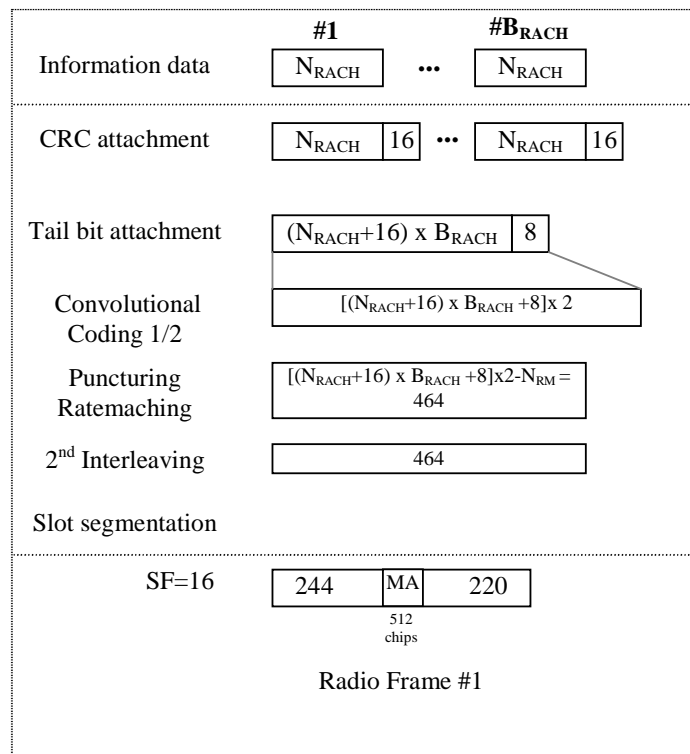 #1 #B_RACH
Information data N_RACH ... N_RACH
CRC attachment N_RACH 16 ... N_RACH 16
Tail bit attachment (N_RACH+16) x B_RACH 8
Convolutional
Coding 1/2
[(N_RACH+16) x B_RACH +8]x 2
Puncturing
Ratemaching
[(N_RACH+16) x B_RACH +8]x2-N_RM =
464
2nd Interleaving 464
Slot segmentation
SF=16 244 MA 220
512
chips
Radio Frame #1